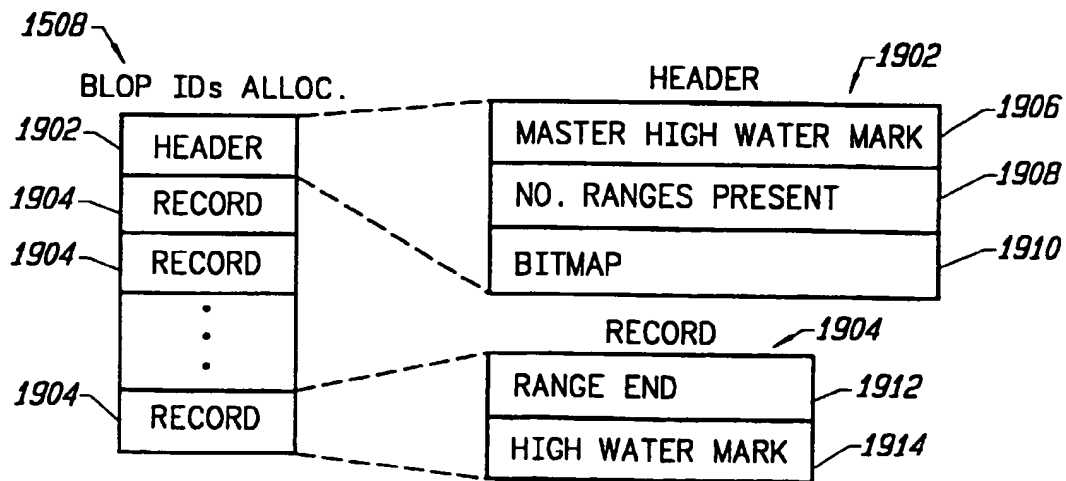 1508
BLOP IDs ALLOC.
1902
HEADER
1904
RECORD
1904
RECORD
1904
RECORD
HEADER
1902
MASTER HIGH WATER MARK
1906
NO. RANGES PRESENT
1908
BITMAP
1910
RECORD
1904
RANGE END
1912
HIGH WATER MARK
1914